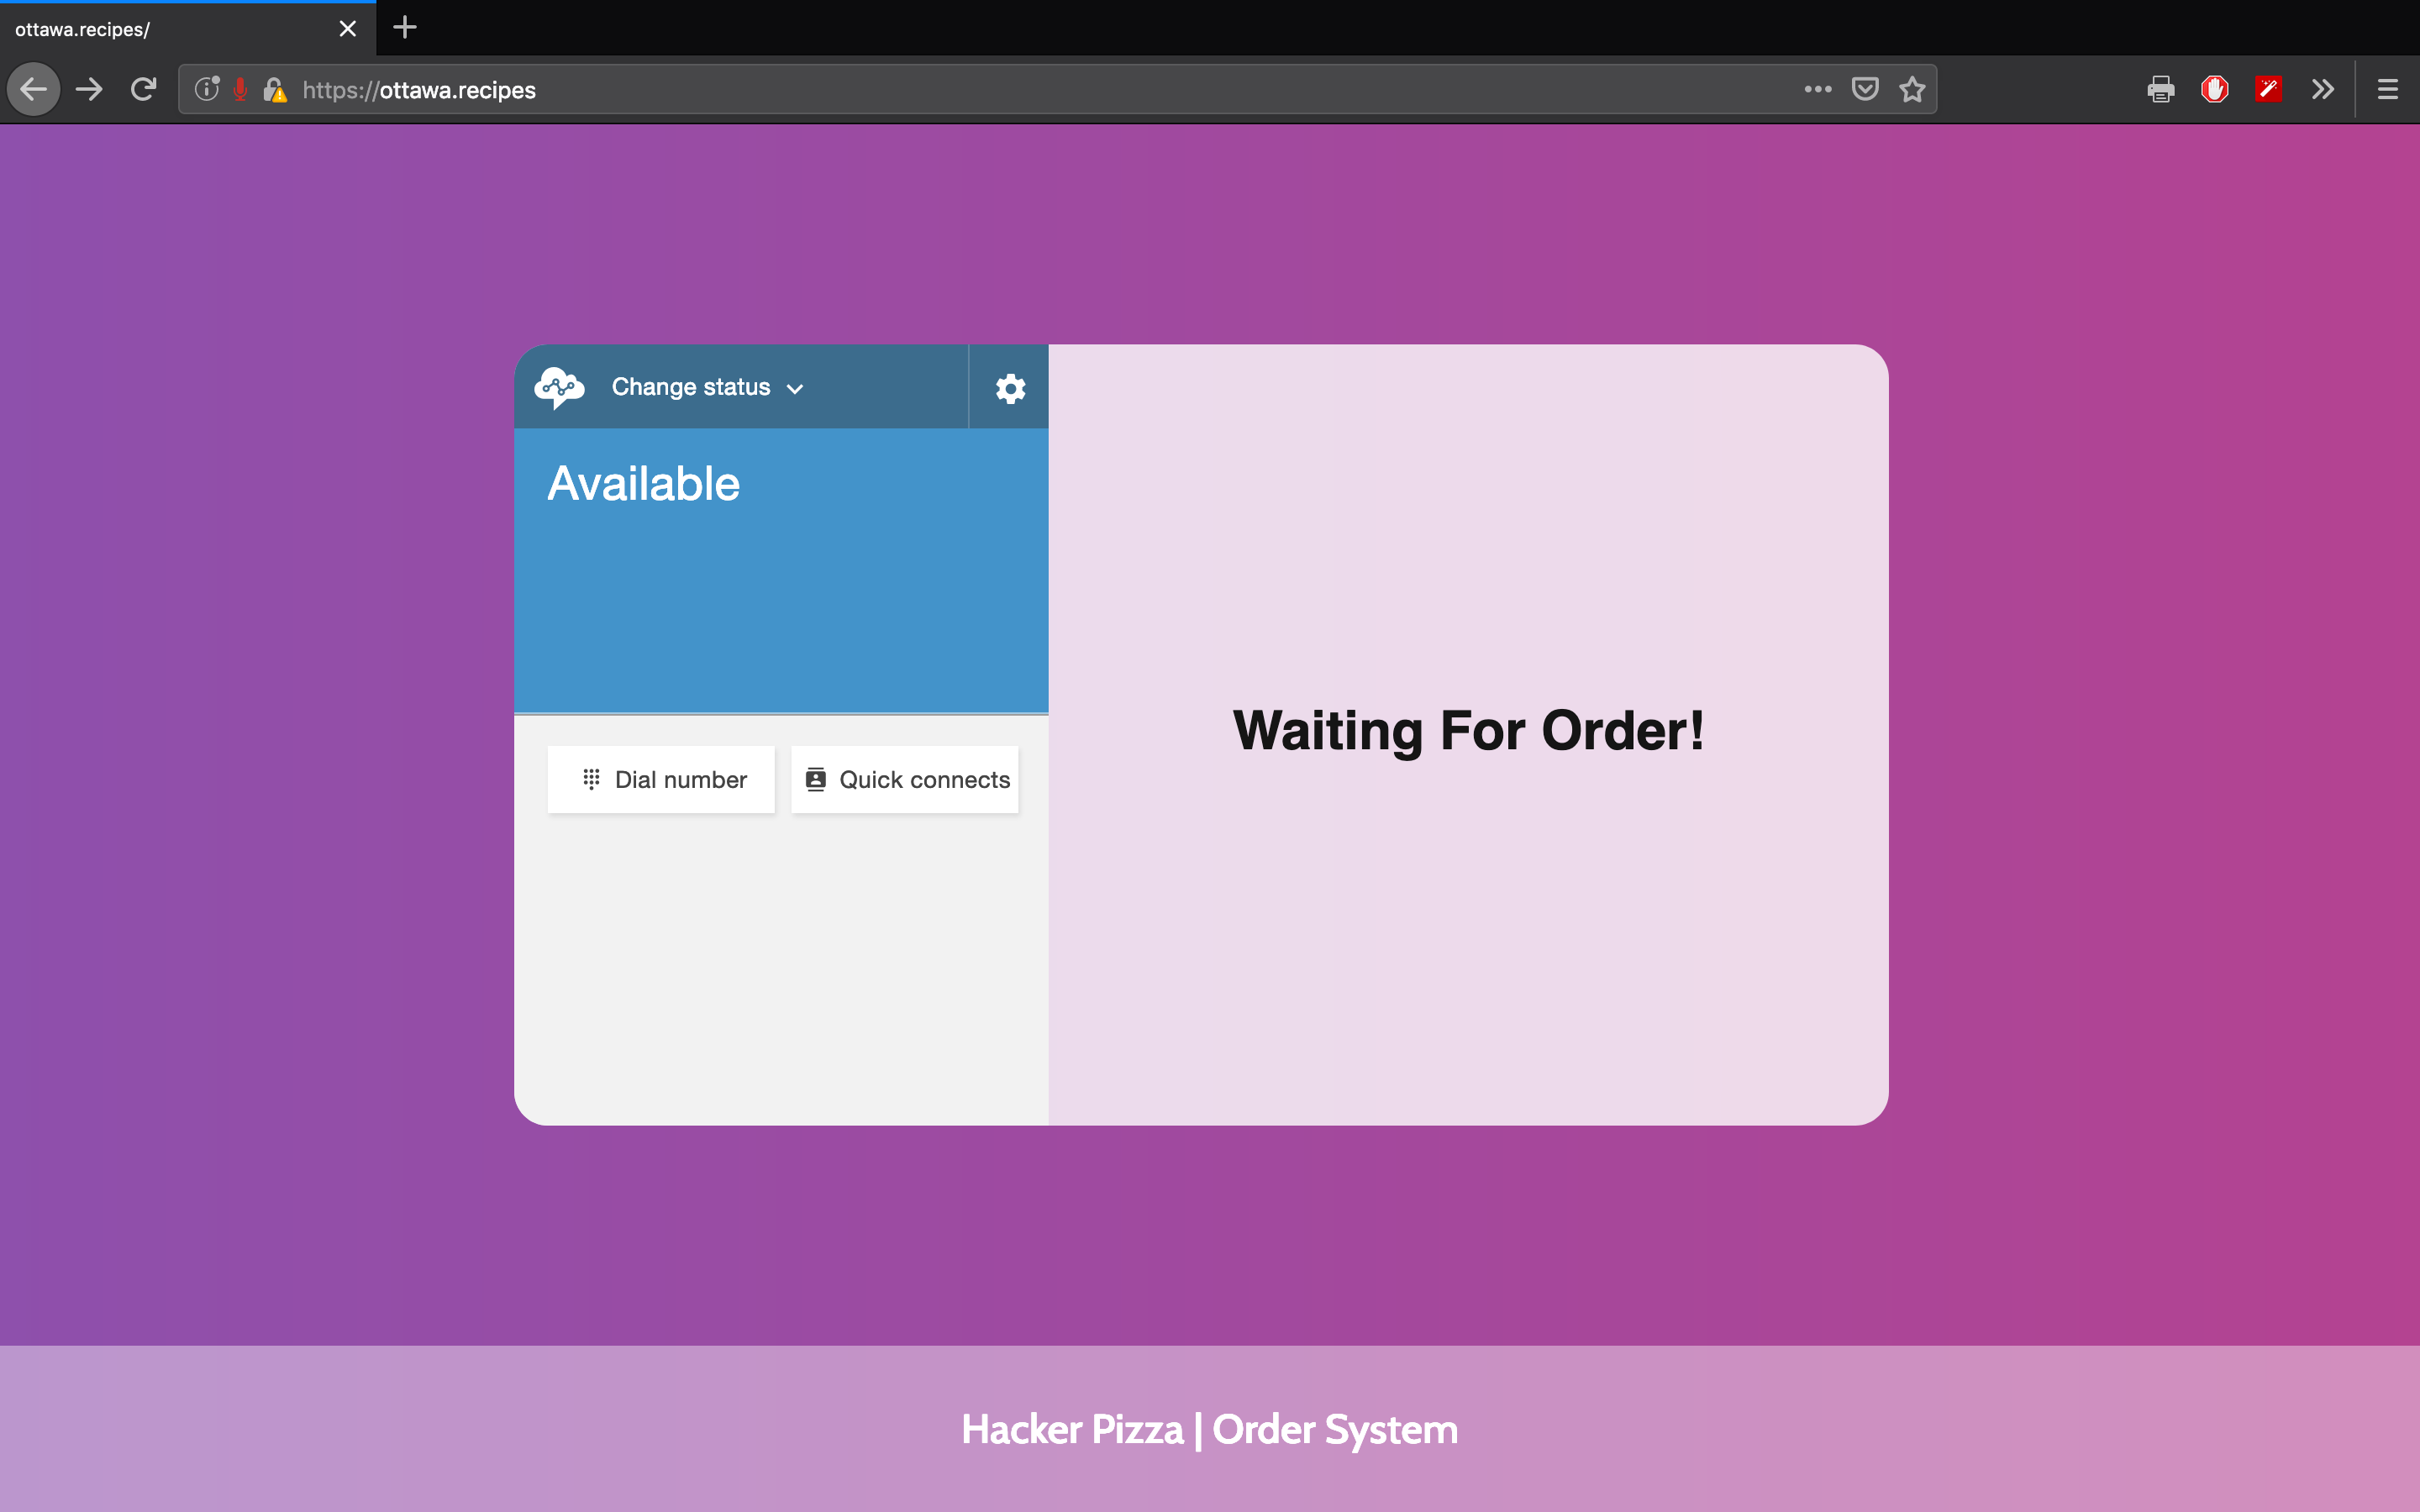 ottawa.recipes/
https://ottawa.recipes
Change status
Available
Dial number
Quick connects
Waiting For Order!
Hacker Pizza | Order System